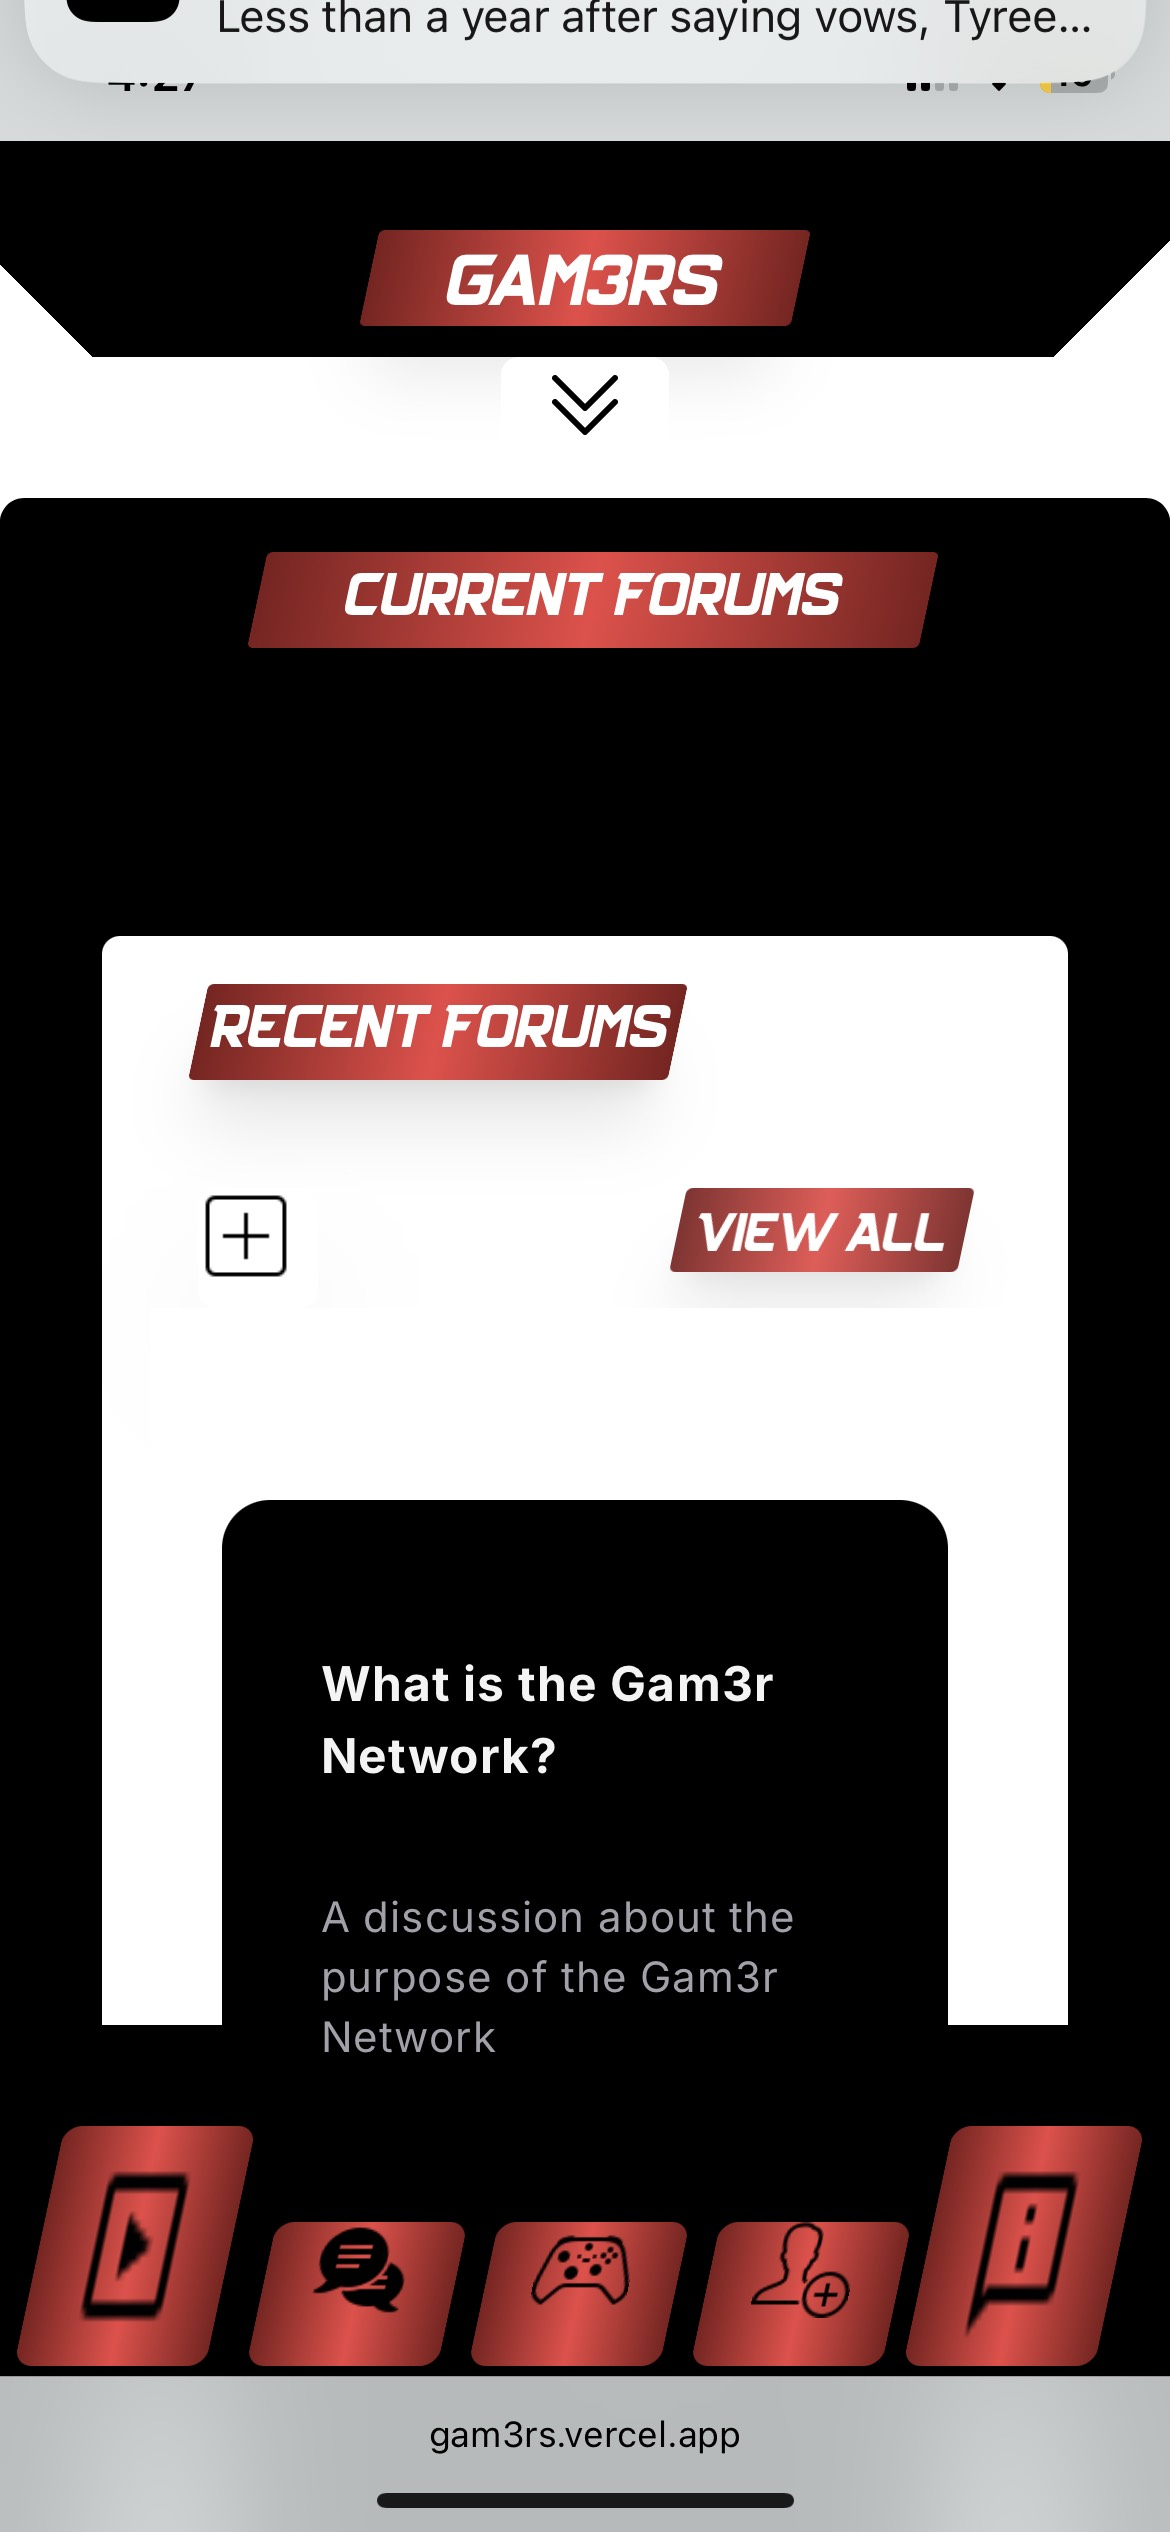 Less than a year after saying vows, Tyree...
GAM3RS
CURRENT FORUMS
RECENT FORUMS
VIEW ALL
What is the Gam3r
Network?
A discussion about the
purpose of the Gam3r
Network
gam3rs.vercel.app